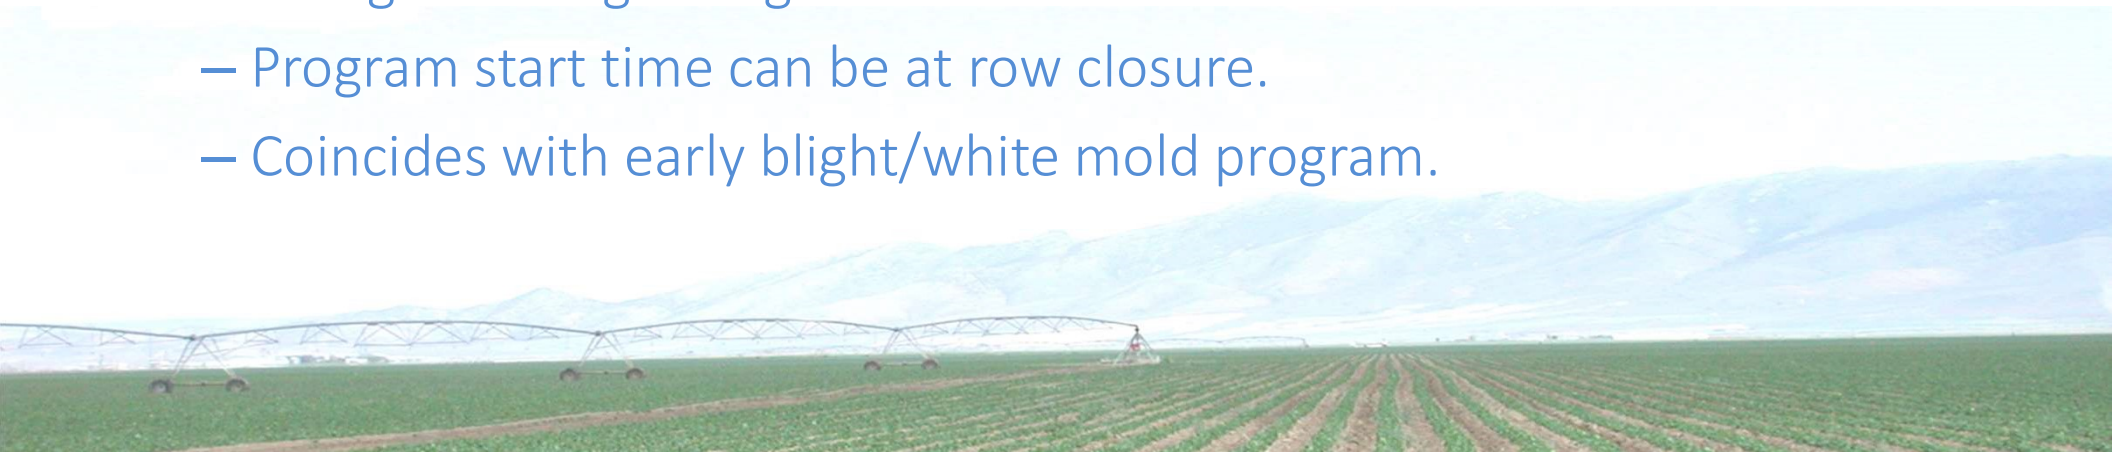 – Program start time can be at row closure.
– Coincides with early blight/white mold program.